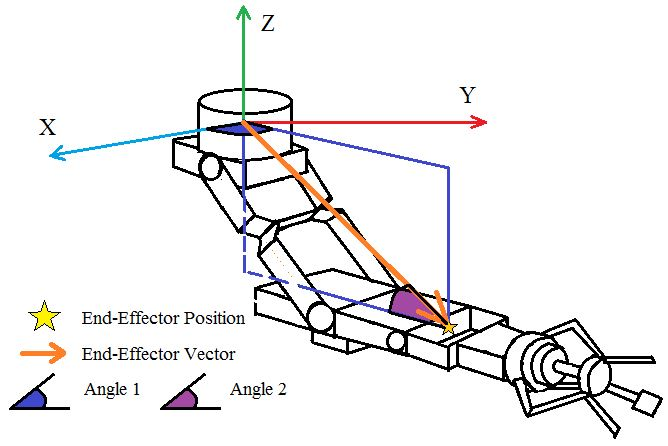 Z
Y
X
End-Effector Position
End-Effector Vector
Angle 1
Angle 2